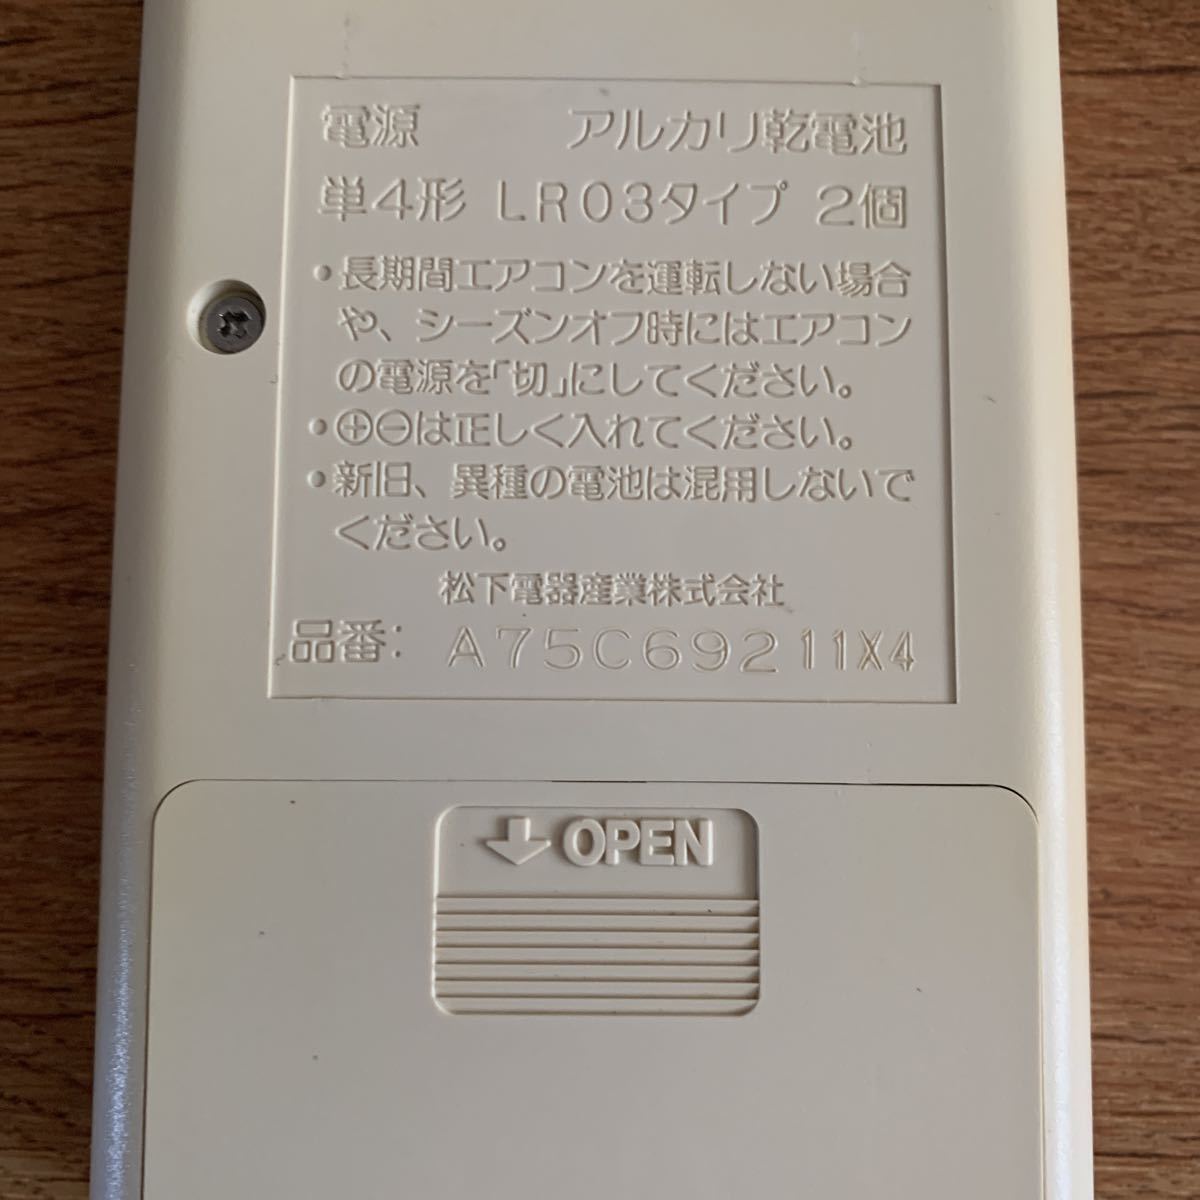 電源 アルカリ乾電池
単4形 LR03タイプ 2個
・長期間エアコンを運転しない場合
や、シーズンオフ時にはエアコン
の電源を「切」にしてください。
・⊕⊖は正しく入れてください。
・新旧、異種の電池は混用しないで
ください。
松下電器産業株式会社
品番: A75C692 11X4
↓OPEN